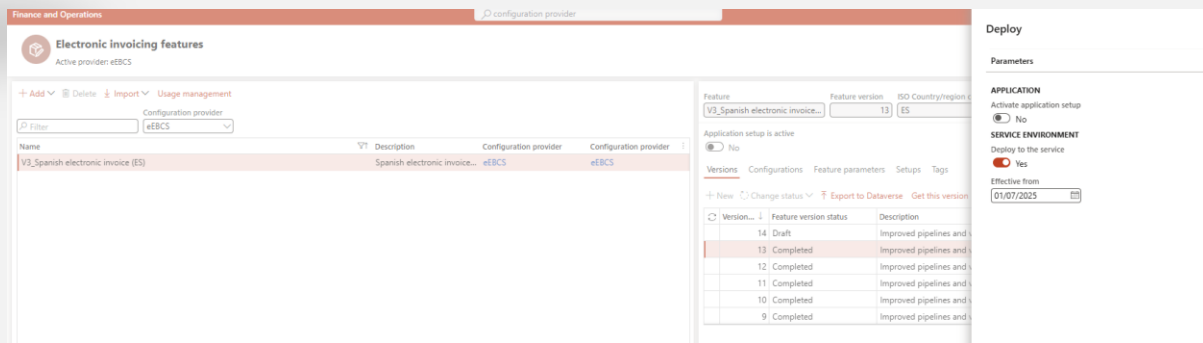 Finance and Operations
configuration provider
Electronic invoicing features
Active provider: eEBCS
Add Delete Import Usage management
Configuration provider
Filter
eEBCS
Name Description Configuration provider Configuration provider
V3_Spanish electronic invoice (ES) Spanish electronic invoice... eEBCS eEBCS
Feature Feature version ISO Country/region c
V3_Spanish electronic invoice... 13 ES
Application setup is active
No
Versions Configurations Feature parameters Setups Tags
New Change status Export to Dataverse Get this version
Version... Feature version status Description
14 Draft Improved pipelines and v
13 Completed Improved pipelines and v
12 Completed Improved pipelines and v
11 Completed Improved pipelines and v
10 Completed Improved pipelines and v
9 Completed Improved pipelines and v
Deploy
Parameters
APPLICATION
Activate application setup
No
SERVICE ENVIRONMENT
Deploy to the service
Yes
Effective from
01/07/2025